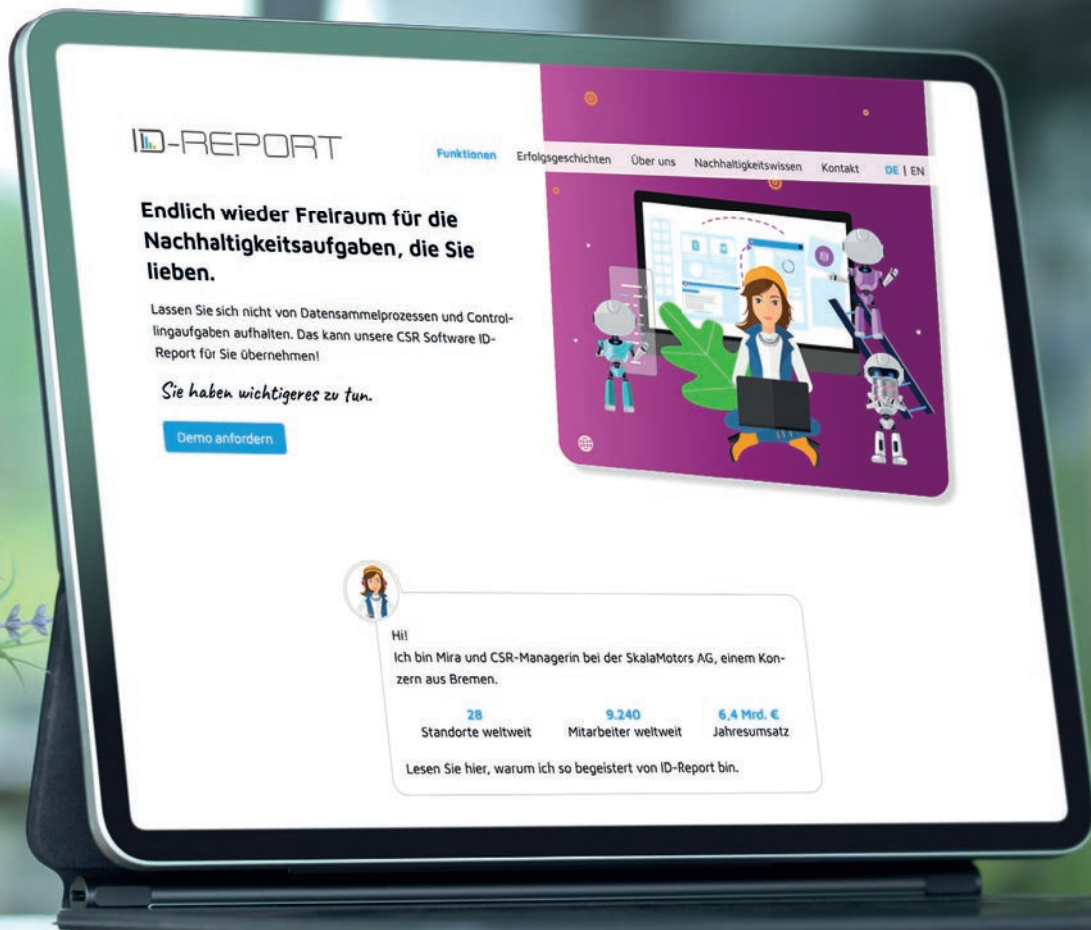 ID-REPORT
Funktionen Erfolgsgeschichten Über uns Nachhaltigkeitswissen Kontakt DE | EN
Endlich wieder Freiraum für die
Nachhaltigkeitsaufgaben, die Sie
lieben.
Lassen Sie sich nicht von Datensammelprozessen und Control-
lingaufgaben aufhalten. Das kann unsere CSR Software ID-
Report für Sie übernehmen!
Sie haben wichtigeres zu tun.
Demo anfordern
Hi!
Ich bin Mira und CSR-Managerin bei der SkalaMotors AG, einem Kon-
zern aus Bremen.
28 9.240 6,4 Mrd. €
Standorte weltweit Mitarbeiter weltweit Jahresumsatz
Lesen Sie hier, warum ich so begeistert von ID-Report bin.